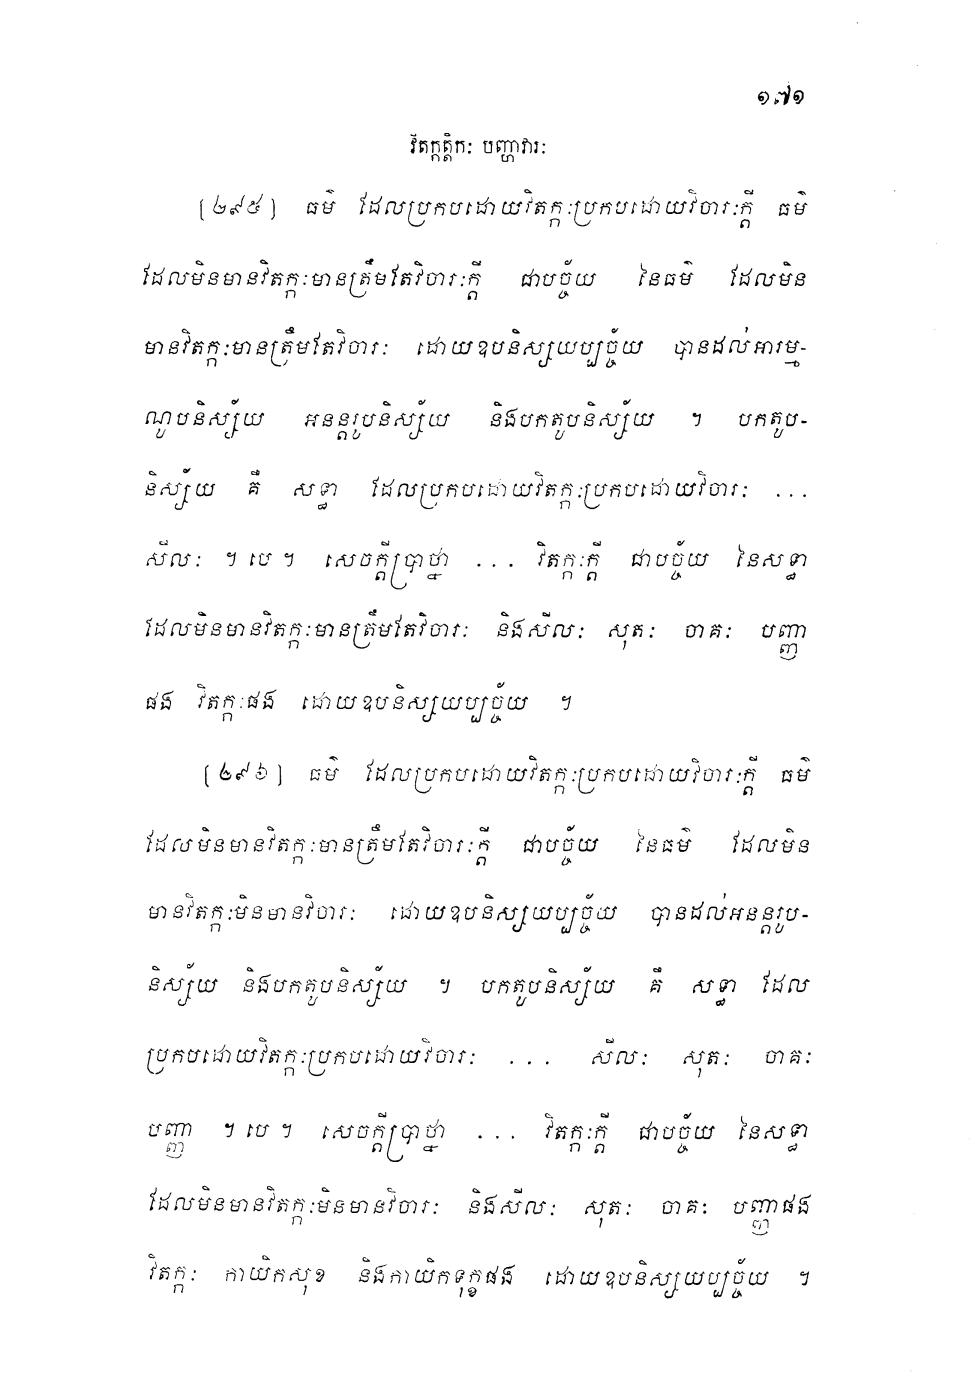 ១៧១
វិតក្កត្តិកៈ បញ្ហាវារៈ
[២៩៥] ធម៌ ដែលប្រកបដោយវិតក្កៈប្រកបដោយវិចារៈក្តី ធម៌
ដែលមិនមានវិតក្កៈមានត្រឹមតែវិចារៈក្តី ជាបច្ច័យ នៃធម៌ ដែលមិន
មានវិតក្កៈមានត្រឹមតែវិចារៈ ដោយឧបនិស្សយប្បច្ច័យ បានដល់អារម្ម-
ណូបនិស្ស័យ អនន្តរូបនិស្ស័យ និងបកតូបនិស្ស័យ ។ បកតូប-
និស្ស័យ គឺ សទ្ធា ដែលប្រកបដោយវិតក្កៈប្រកបដោយវិចារៈ ...
សីលៈ ។ បេ ។ សេចក្តីប្រាថ្នា ... វិតក្កៈក្តី ជាបច្ច័យ នៃសទ្ធា
ដែលមិនមានវិតក្កៈមានត្រឹមតែវិចារៈ និងសីលៈ សុតៈ ចាគៈ បញ្ញា
ផង វិតក្កៈផង ដោយឧបនិស្សយប្បច្ច័យ ។
[២៩៦] ធម៌ ដែលប្រកបដោយវិតក្កៈប្រកបដោយវិចារៈក្តី ធម៌
ដែលមិនមានវិតក្កៈមានត្រឹមតែវិចារៈក្តី ជាបច្ច័យ នៃធម៌ ដែលមិន
មានវិតក្កៈមិនមានវិចារៈ ដោយឧបនិស្សយប្បច្ច័យ បានដល់អនន្តរូប-
និស្ស័យ និងបកតូបនិស្ស័យ ។ បកតូបនិស្ស័យ គឺ សទ្ធា ដែល
ប្រកបដោយវិតក្កៈប្រកបដោយវិចារៈ ... សីលៈ សុតៈ ចាគៈ
បញ្ញា ។ បេ ។ សេចក្តីប្រាថ្នា ... វិតក្កៈក្តី ជាបច្ច័យ នៃសទ្ធា
ដែលមិនមានវិតក្កៈមិនមានវិចារៈ និងសីលៈ សុតៈ ចាគៈ បញ្ញាផង
វិតក្កៈ កាយិកសុខ និងកាយិកទុក្ខផង ដោយឧបនិស្សយប្បច្ច័យ ។